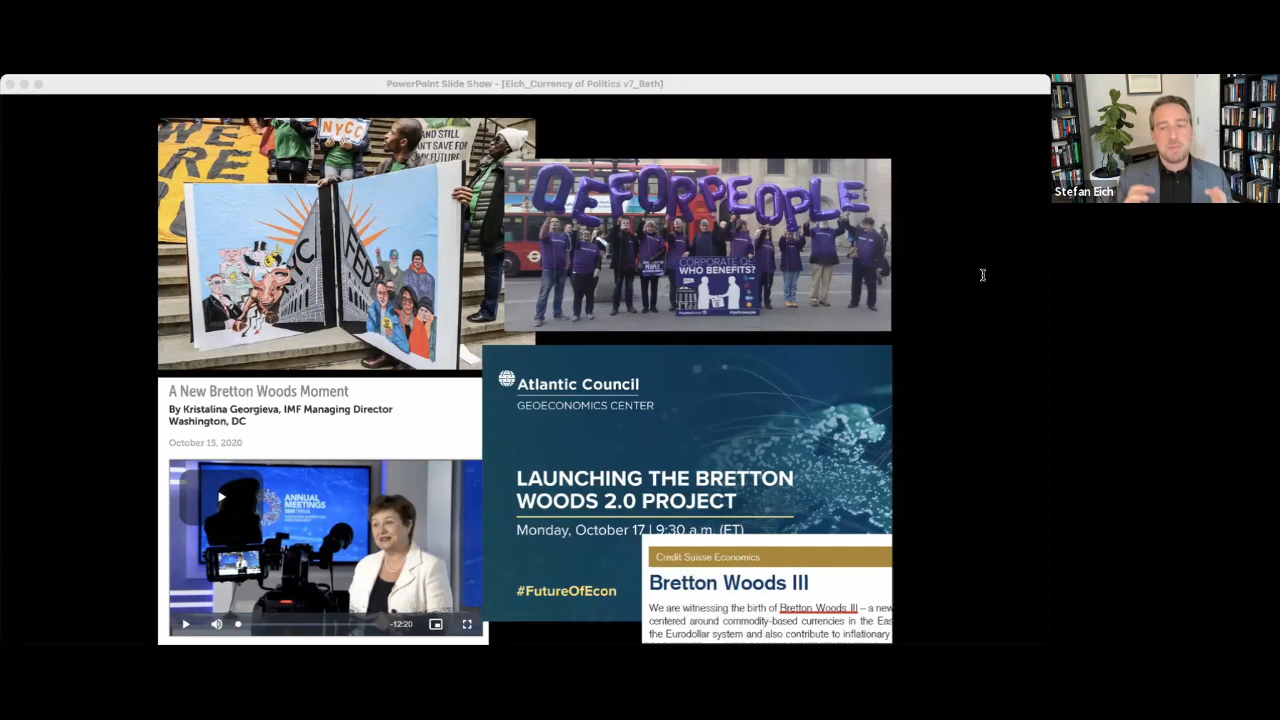 PowerPoint Slide Show - [Eich_Currency of Politics v7_Bath]
WE
RE
NYCC
AND STILL
CAN'T SAVE FOR
MY FUTURE
YC
FED
QEFORPEOPLE
CORPORATE QE
WHO BENEFITS?
Stefan Eich
A New Bretton Woods Moment
By Kristalina Georgieva, IMF Managing Director
Washington, DC
October 15, 2020
ANNUAL
MEETINGS
-12:20
Atlantic Council
GEOECONOMICS CENTER
LAUNCHING THE BRETTON
WOODS 2.0 PROJECT
Monday, October 17 | 9:30 a.m. (ET)
#FutureOfEcon
Credit Suisse Economics
Bretton Woods III
We are witnessing the birth of Bretton Woods III – a new
centered around commodity-based currencies in the Eas
the Eurodollar system and also contribute to inflationary